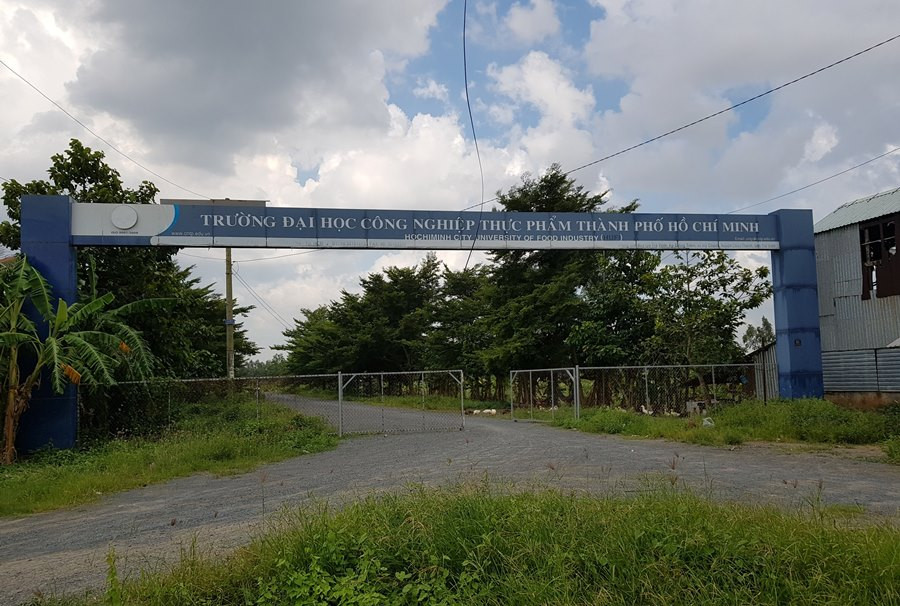 TRƯỜNG ĐẠI HỌC CÔNG NGHIỆP THỰC PHẨM THÀNH PHỐ HỒ CHÍ MINH
HOCHIMINH CITY UNIVERSITY OF FOOD INDUSTRY